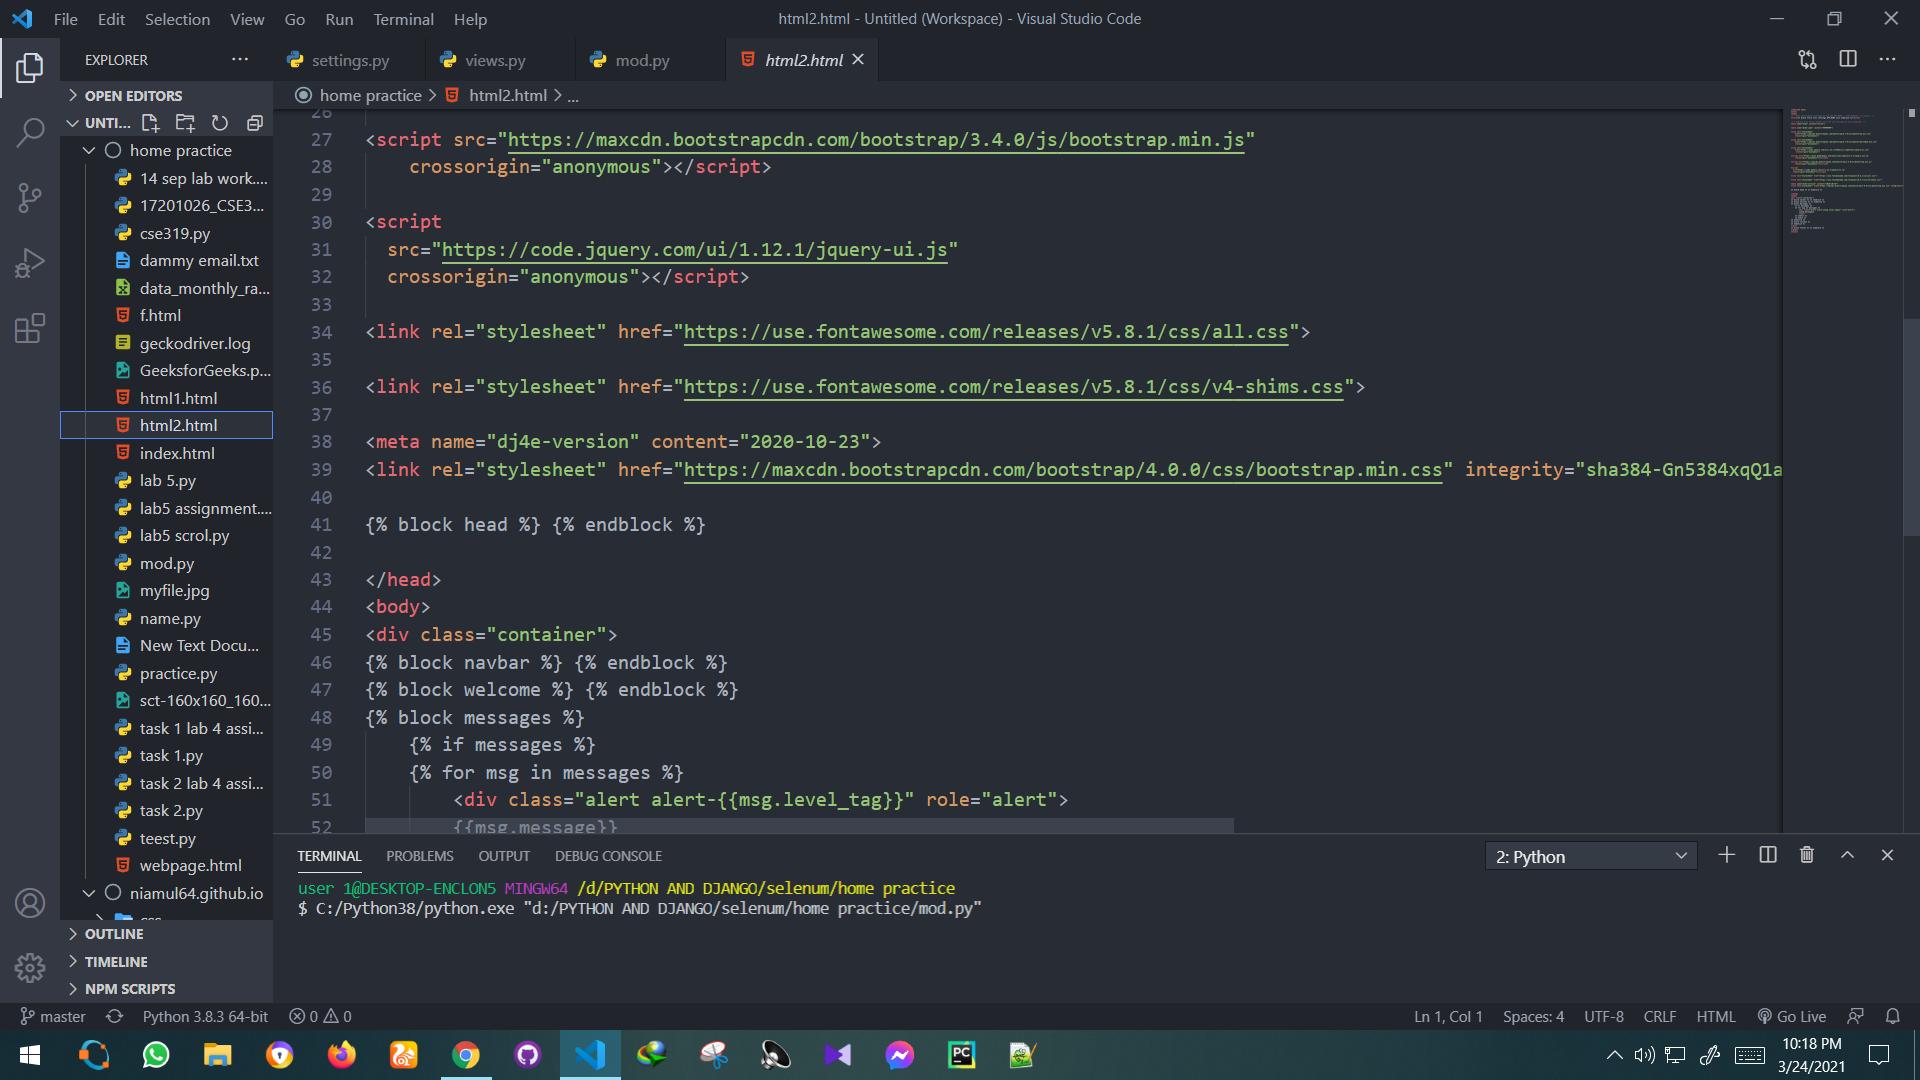 File Edit Selection View Go Run Terminal Help
html2.html - Untitled (Workspace) - Visual Studio Code
EXPLORER
settings.py
views.py
mod.py
html2.html
OPEN EDITORS
home practice > html2.html > ...
UNTI...
home practice
14 sep lab work....
17201026_CSE3...
cse319.py
dammy email.txt
data_monthly_ra...
f.html
geckodriver.log
GeeksforGeeks.p...
html1.html
html2.html
index.html
lab 5.py
lab5 assignment....
lab5 scrol.py
mod.py
myfile.jpg
name.py
New Text Docu...
practice.py
sct-160x160_160...
task 1 lab 4 assi...
task 1.py
task 2 lab 4 assi...
task 2.py
teest.py
webpage.html
niamul64.github.io
css
OUTLINE
TIMELINE
NPM SCRIPTS
26
27 <script src="https://maxcdn.bootstrapcdn.com/bootstrap/3.4.0/js/bootstrap.min.js"
28 crossorigin="anonymous"></script>
29
30 <script
31 src="https://code.jquery.com/ui/1.12.1/jquery-ui.js"
32 crossorigin="anonymous"></script>
33
34 <link rel="stylesheet" href="https://use.fontawesome.com/releases/v5.8.1/css/all.css">
35
36 <link rel="stylesheet" href="https://use.fontawesome.com/releases/v5.8.1/css/v4-shims.css">
37
38 <meta name="dj4e-version" content="2020-10-23">
39 <link rel="stylesheet" href="https://maxcdn.bootstrapcdn.com/bootstrap/4.0.0/css/bootstrap.min.css" integrity="sha384-Gn5384xqQ1a
40
41 {% block head %} {% endblock %}
42
43 </head>
44 <body>
45 <div class="container">
46 {% block navbar %} {% endblock %}
47 {% block welcome %} {% endblock %}
48 {% block messages %}
49 {% if messages %}
50 {% for msg in messages %}
51 <div class="alert alert-{{msg.level_tag}}" role="alert">
52 {{msg.message}}
TERMINAL PROBLEMS OUTPUT DEBUG CONSOLE
2: Python
user 1@DESKTOP-ENCLON5 MINGW64 /d/PYTHON AND DJANGO/selenum/home practice
$ C:/Python38/python.exe "d:/PYTHON AND DJANGO/selenum/home practice/mod.py"
master Python 3.8.3 64-bit 0 0
Ln 1, Col 1 Spaces: 4 UTF-8 CRLF HTML Go Live
PC
10:18 PM
3/24/2021